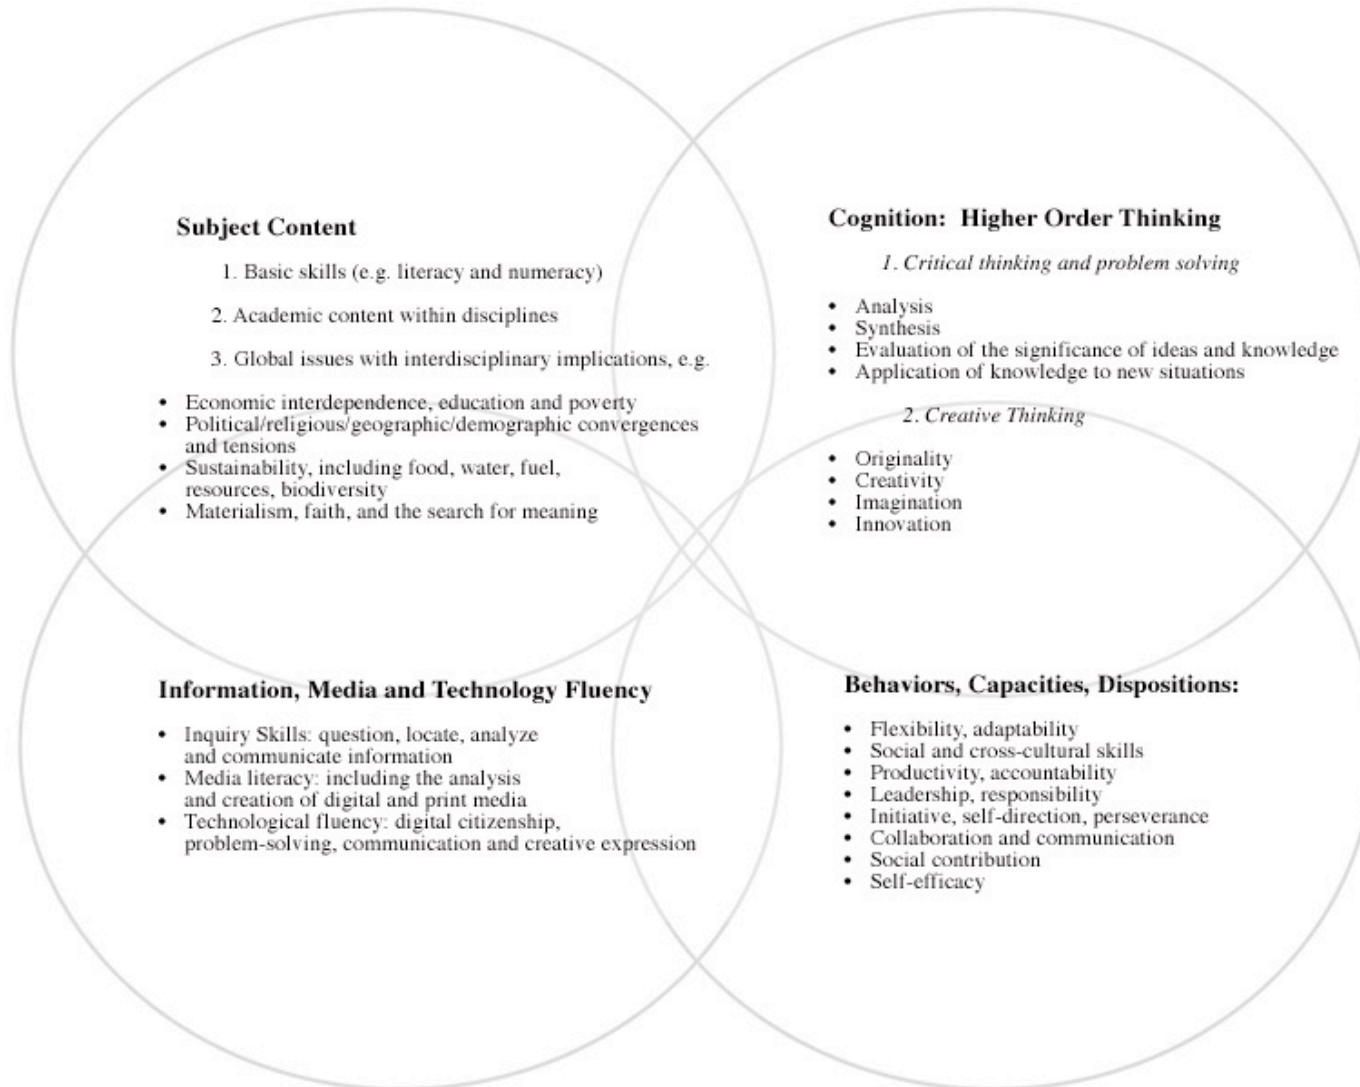 Subject Content
1. Basic skills (e.g. literacy and numeracy)
2. Academic content within disciplines
3. Global issues with interdisciplinary implications, e.g.
• Economic interdependence, education and poverty
• Political/religious/geographic/demographic convergences
and tensions
• Sustainability, including food, water, fuel,
resources, biodiversity
• Materialism, faith, and the search for meaning
Cognition: Higher Order Thinking
1. Critical thinking and problem solving
• Analysis
• Synthesis
• Evaluation of the significance of ideas and knowledge
• Application of knowledge to new situations
2. Creative Thinking
• Originality
• Creativity
• Imagination
• Innovation
Information, Media and Technology Fluency
• Inquiry Skills: question, locate, analyze
and communicate information
• Media literacy: including the analysis
and creation of digital and print media
• Technological fluency: digital citizenship,
problem-solving, communication and creative expression
Behaviors, Capacities, Dispositions:
• Flexibility, adaptability
• Social and cross-cultural skills
• Productivity, accountability
• Leadership, responsibility
• Initiative, self-direction, perseverance
• Collaboration and communication
• Social contribution
• Self-efficacy